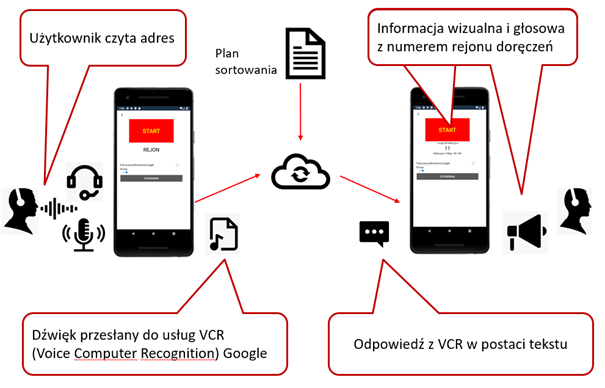 Użytkownik czyta adres
Plan
sortowania
Informacja wizualna i głosowa
z numerem rejonu doręczeń
START
REJON
START
11
Dźwięk przesłany do usług VCR
(Voice Computer Recognition) Google
Odpowiedź z VCR w postaci tekstu